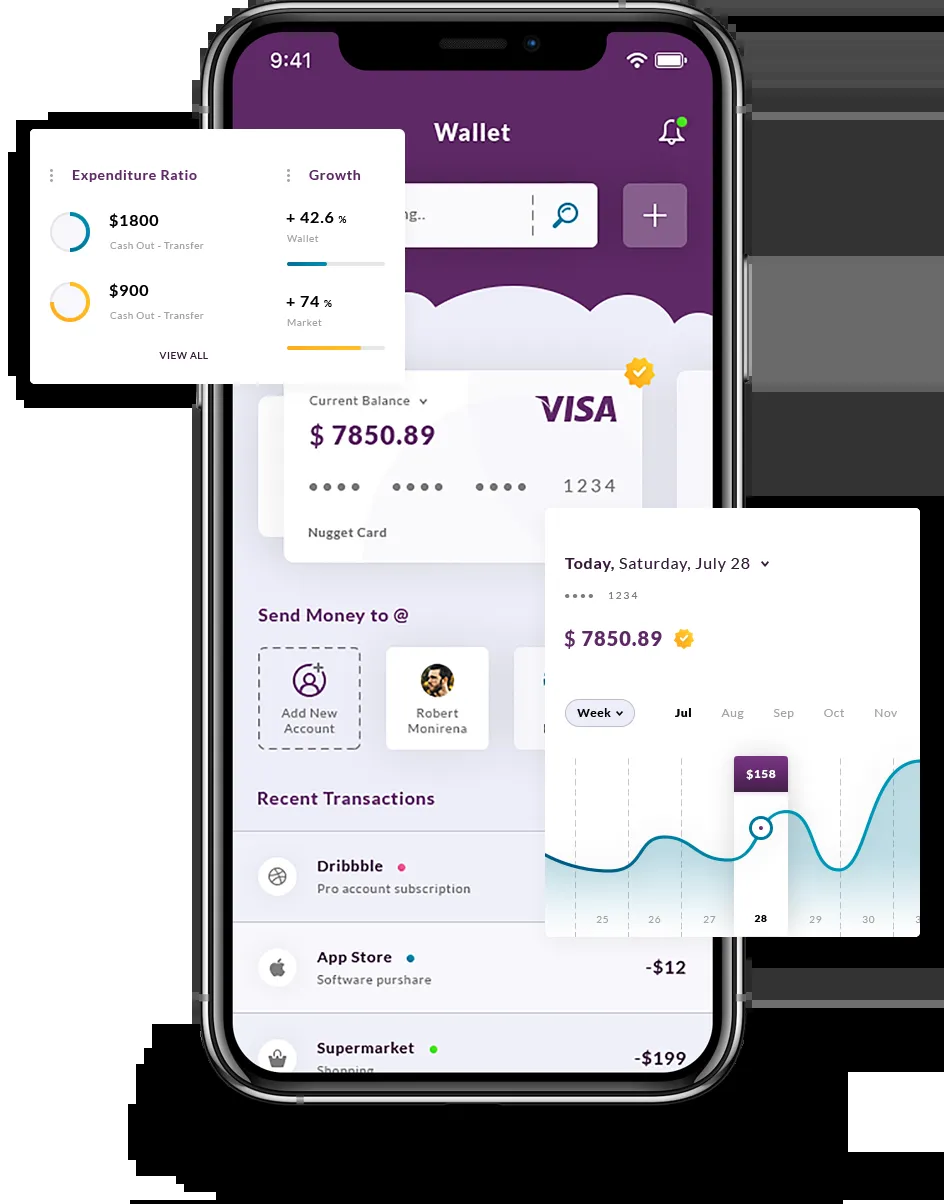 9:41
Wallet
Expenditure Ratio
Growth
$1800
Cash Out - Transfer
+ 42.6 %
Wallet
$900
Cash Out - Transfer
+ 74 %
Market
VIEW ALL
Current Balance
VISA
$ 7850.89
1234
Nugget Card
Today, Saturday, July 28
1234
$ 7850.89
Week Jul Aug Sep Oct Nov
$158
25 26 27 28 29 30
Send Money to @
Add New
Account
Robert
Monirena
Recent Transactions
Dribbble
Pro account subscription
App Store
Software purshare
-$12
Supermarket
Shopping
-$199